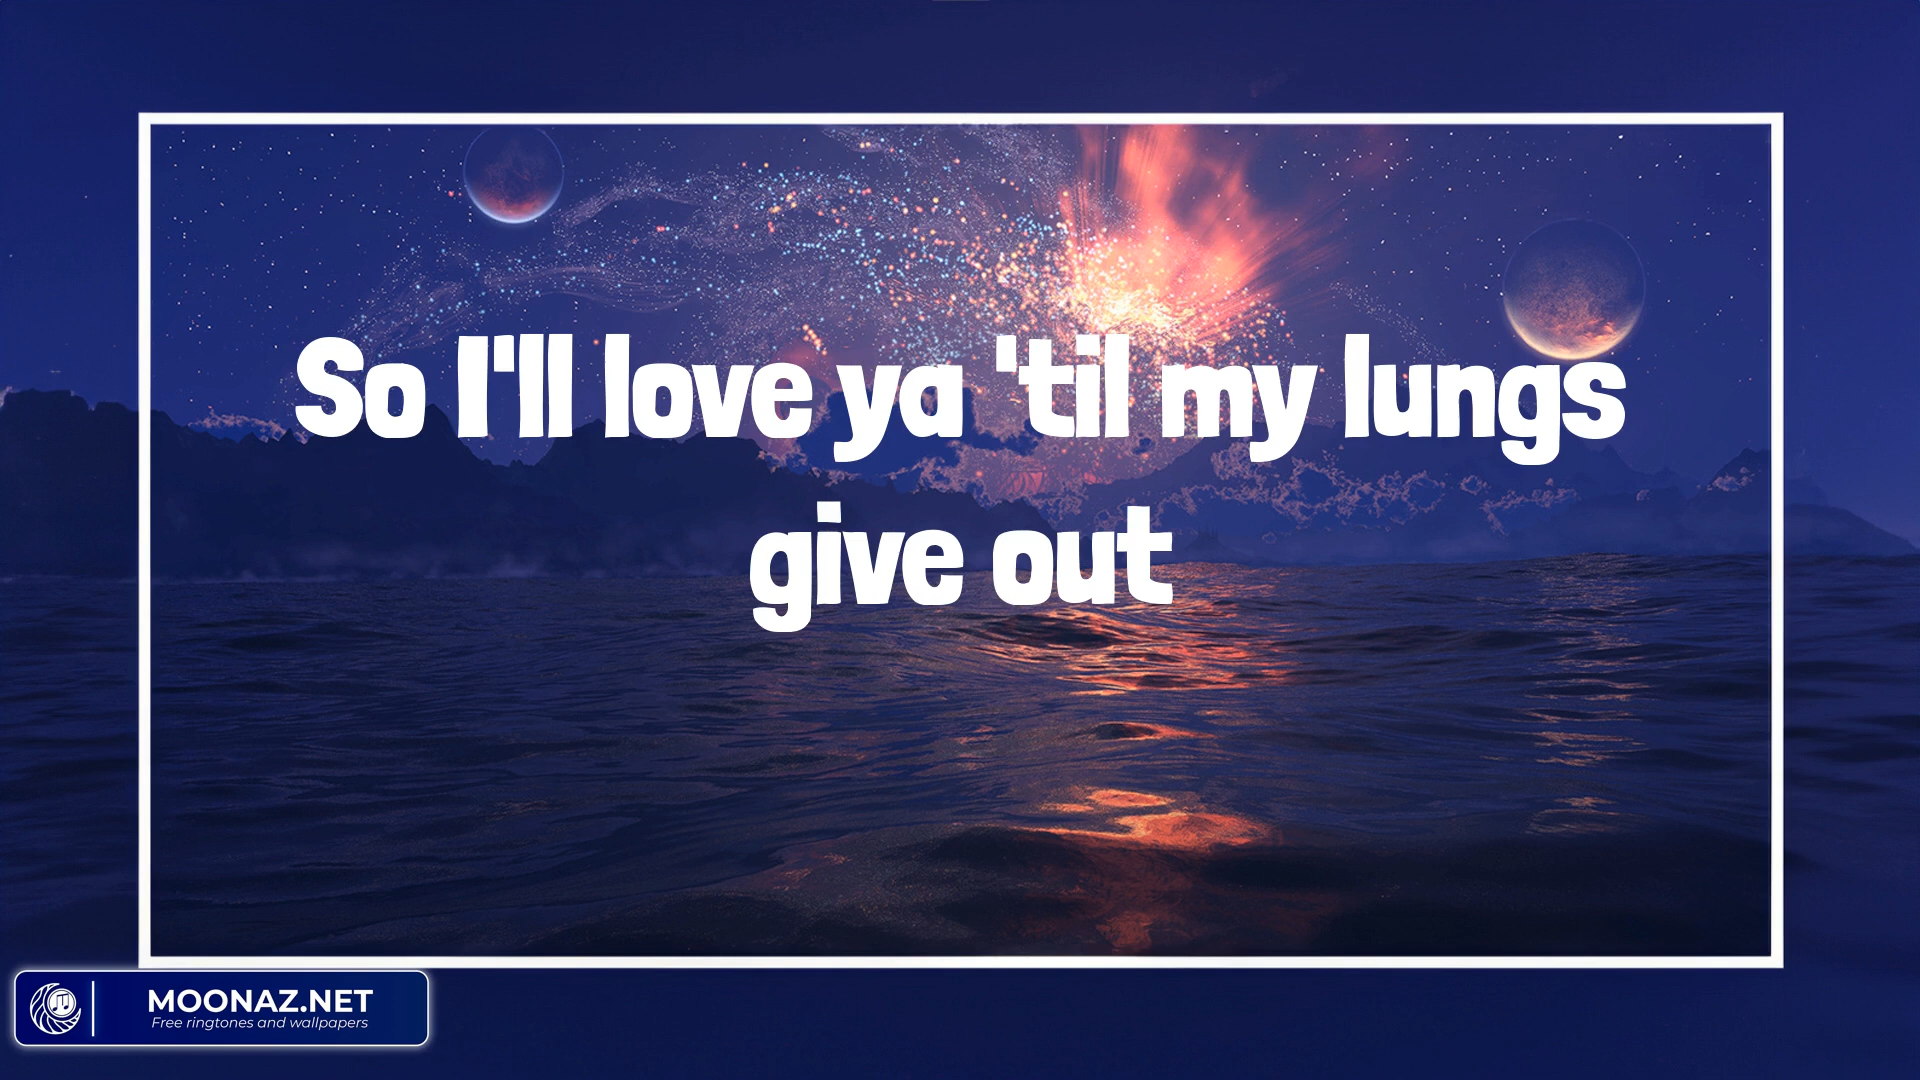 So I'll love ya 'til my lungs
give out
MOONAZ.NET
Free ringtones and wallpapers